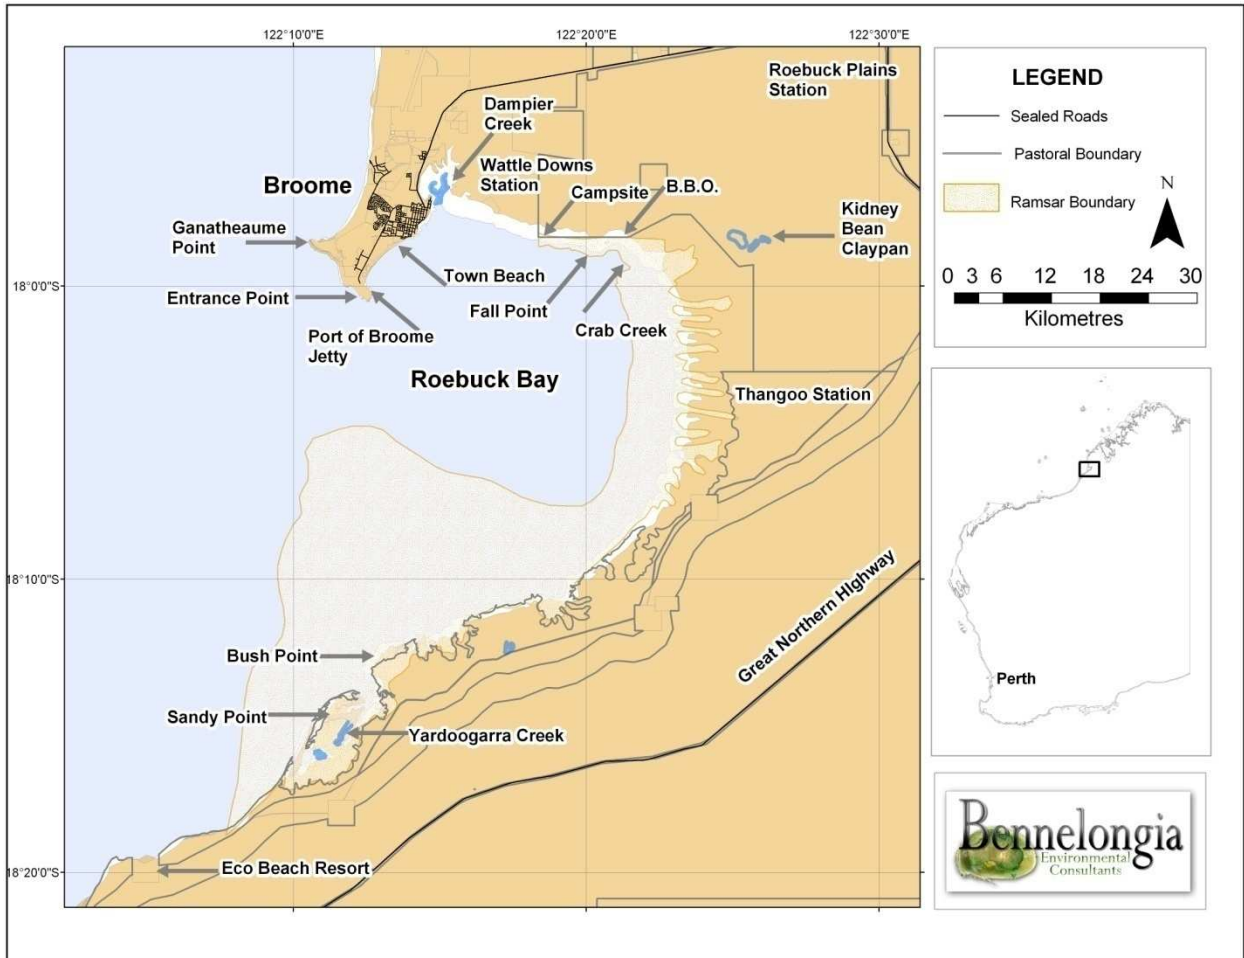 122°10'0"E
122°20'0"E
122°30'0"E
18°00'0"S
18°10'0"S
18°20'0"S
Roebuck Plains
Station
Dampier
Creek
Wattle Downs
Station
Broome
Campsite
B.B.O.
Ganatheaume
Point
Kidney
Bean
Claypan
Town Beach
Entrance Point
Fall Point
Crab Creek
Port of Broome
Jetty
Roebuck Bay
Thangoo Station
Great Northern HIghway
Bush Point
Sandy Point
Yardoogarra Creek
Eco Beach Resort
LEGEND
Sealed Roads
Pastoral Boundary
Ramsar Boundary
N
0 3 6 12 18 24 30
Kilometres
Perth
Bennelongia
Environmental
Consultants